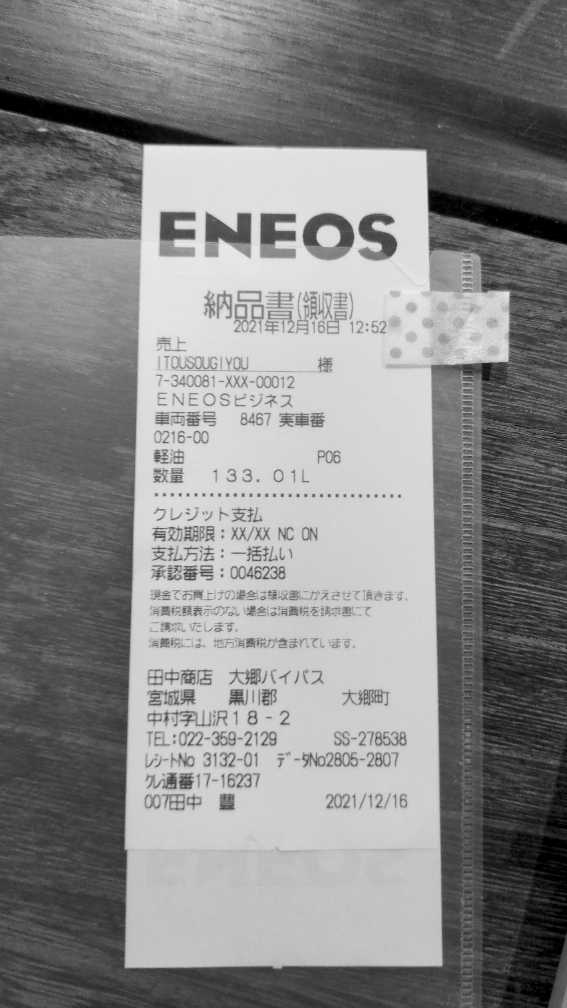 ENEOS
納品書(領収書)
2021年12月16日 12:52
売上
ITOUSOUGIYOU 様
7-340081-XXX-00012
ENEOSビジネス
車両番号 8467 実車番
0216-00
軽油 P06
数量 133.01L
クレジット支払
有効期限:XX/XX NC ON
支払方法:一括払い
承認番号:0046238
現金でお買上げの場合は領収書にかえさせて頂きます。
消費税額表示のない場合は消費税を請求書にて
ご請求いたします。
消費税には、地方消費税が含まれています。
田中商店 大郷バイパス
宮城県 黒川郡 大郷町
中村字山沢18-2
TEL:022-359-2129 SS-278538
レシートNo 3132-01 データNo2805-2807
クレ通番17-16237
007田中 豊 2021/12/16